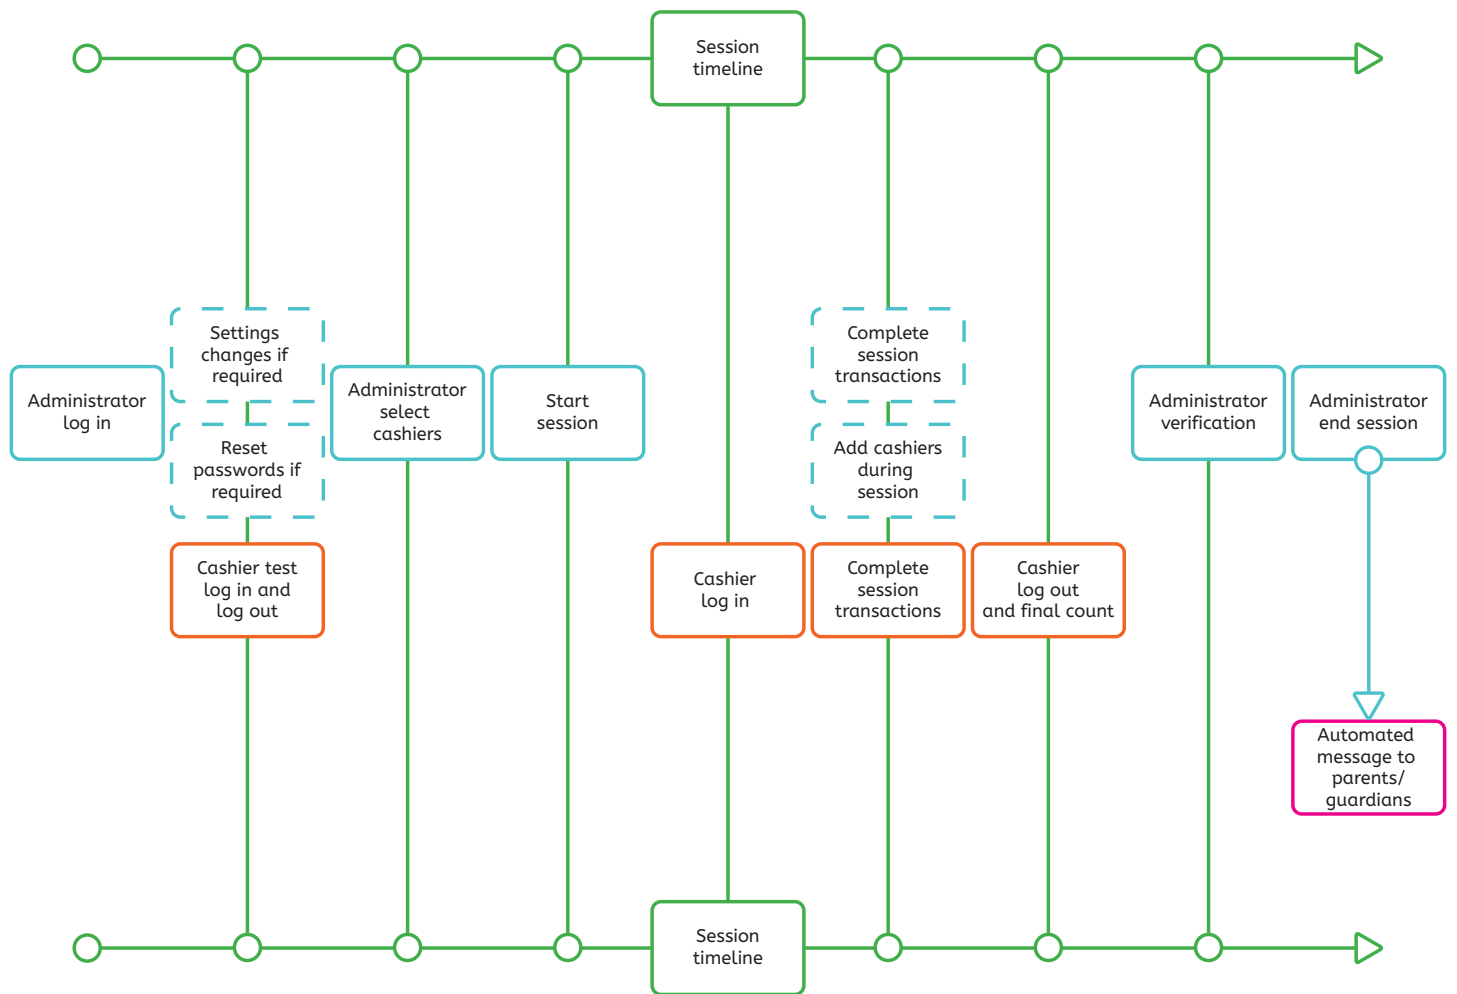 Session
timeline
Administrator
log in
Settings
changes if
required
Reset
passwords if
required
Cashier test
log in and
log out
Administrator
select
cashiers
Start
session
Cashier
log in
Complete
session
transactions
Add cashiers
during
session
Complete
session
transactions
Cashier
log out
and final count
Administrator
verification
Administrator
end session
Automated
message to
parents/
guardians
Session
timeline